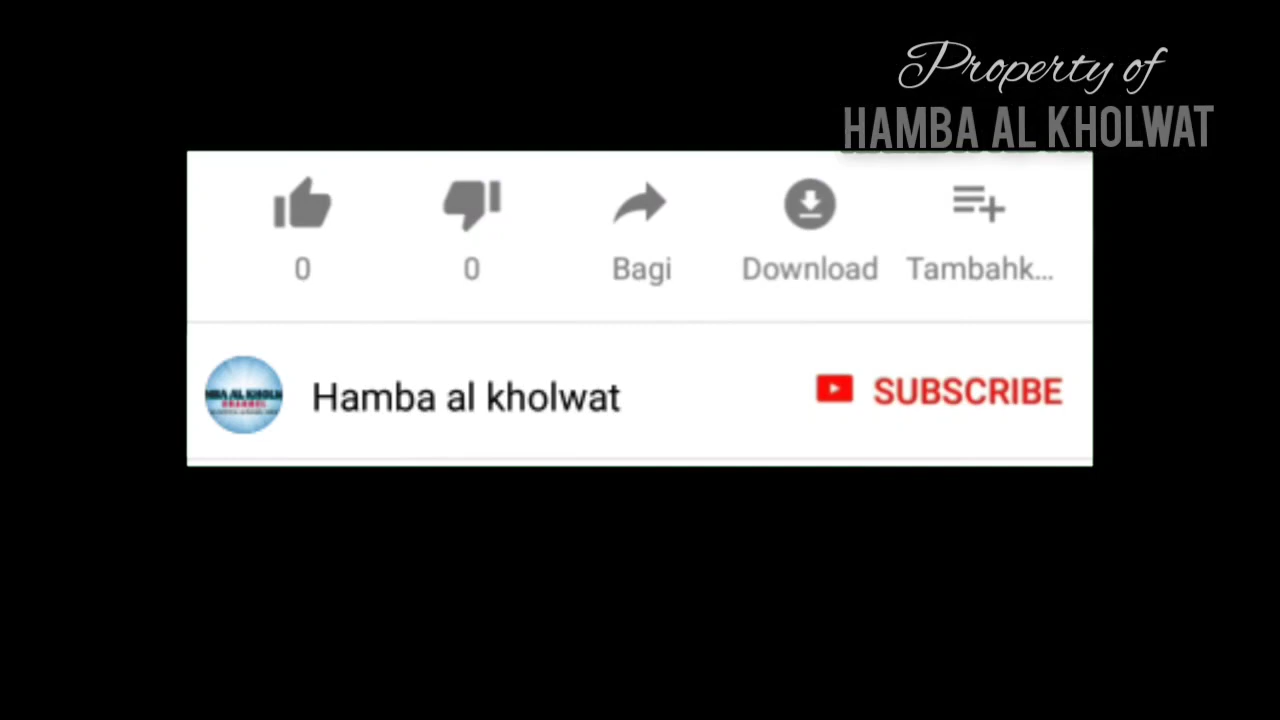 Property of
HAMBA AL KHOLWAT
0 0 Bagi Download Tambahk...
Hamba al kholwat SUBSCRIBE